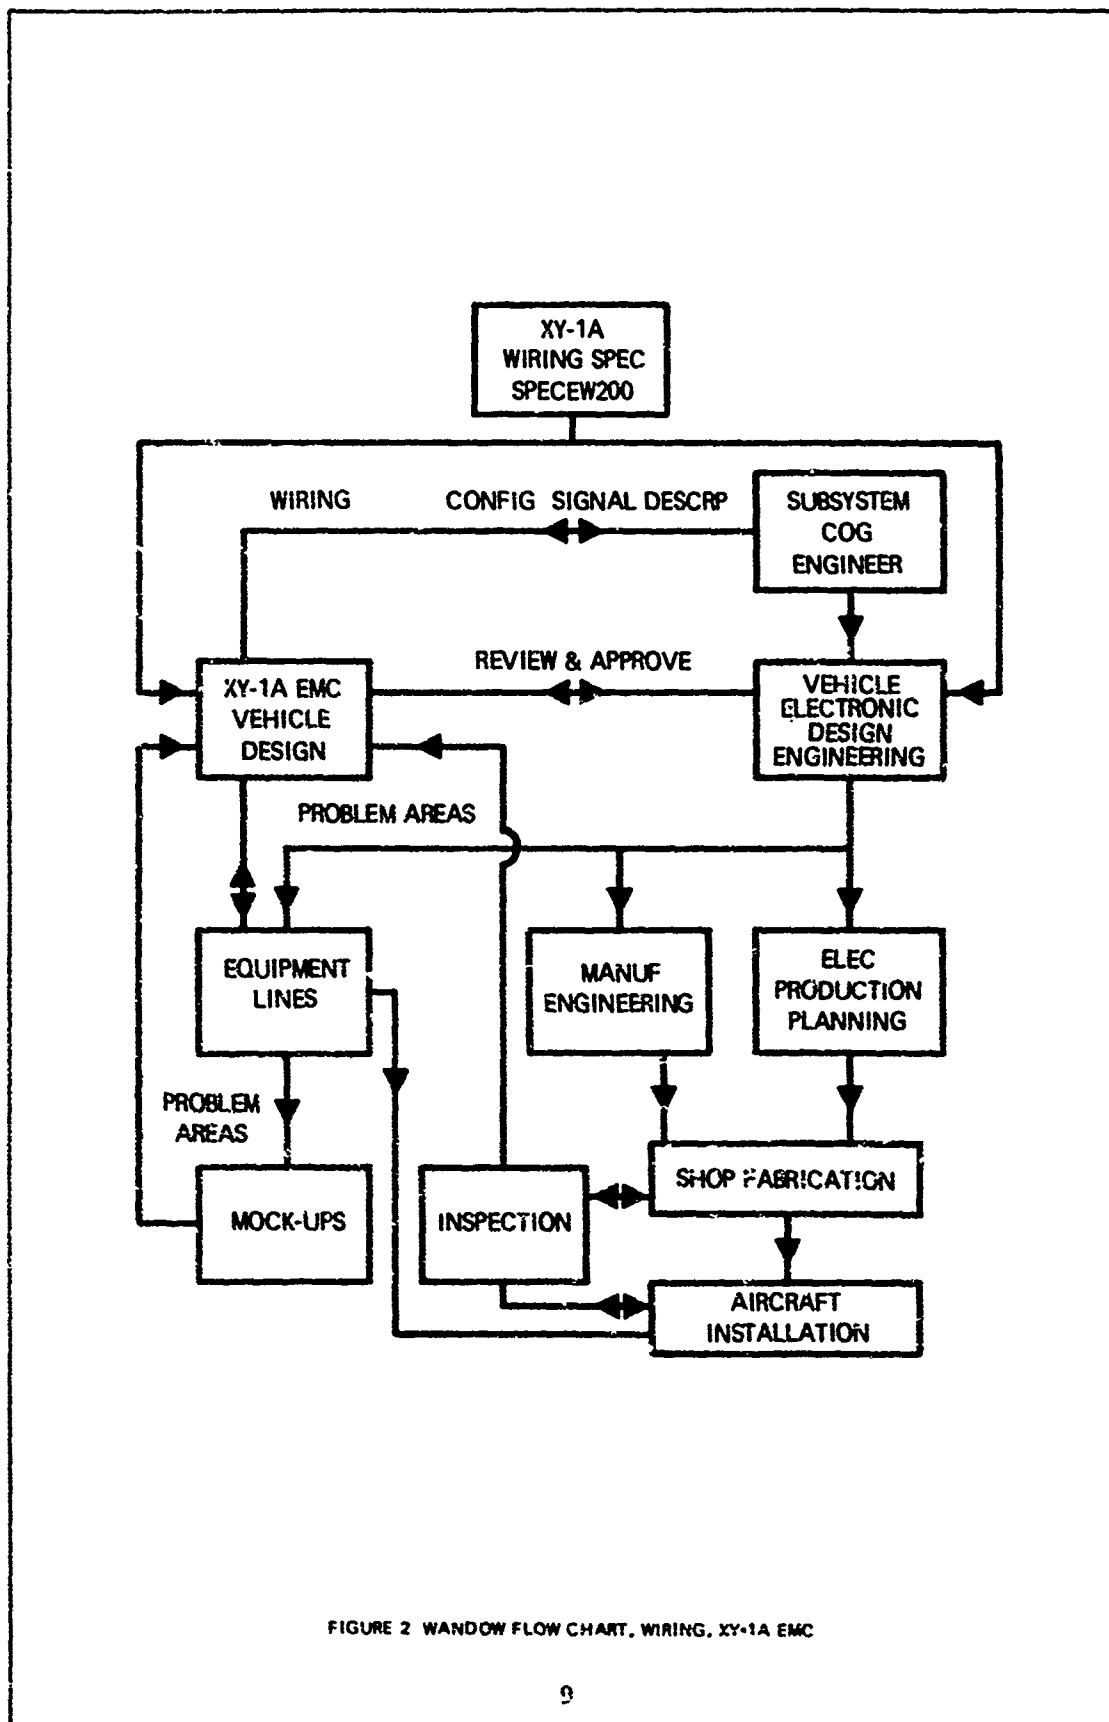 XY-1A
WIRING SPEC
SPECEW200
WIRING
CONFIG SIGNAL DESCRP
SUBSYSTEM
COG
ENGINEER
REVIEW & APPROVE
XY-1A EMC
VEHICLE
DESIGN
VEHICLE
ELECTRONIC
DESIGN
ENGINEERING
PROBLEM AREAS
EQUIPMENT
LINES
MANUF
ENGINEERING
ELEC
PRODUCTION
PLANNING
PROBLEM
AREAS
MOCK-UPS
INSPECTION
SHOP FABRICATION
AIRCRAFT
INSTALLATION
FIGURE 2 WANDOW FLOW CHART, WIRING, XY-1A EMC
9